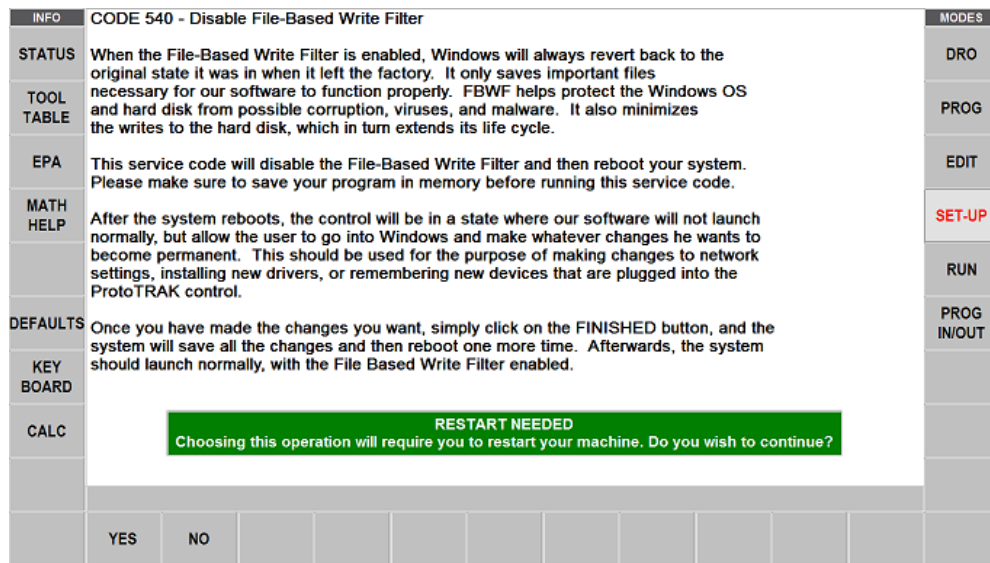 INFO
STATUS
TOOL
TABLE
EPA
MATH
HELP
DEFAULTS
KEY
BOARD
CALC
CODE 540 - Disable File-Based Write Filter
When the File-Based Write Filter is enabled, Windows will always revert back to the
original state it was in when it left the factory. It only saves important files
necessary for our software to function properly. FBWF helps protect the Windows OS
and hard disk from possible corruption, viruses, and malware. It also minimizes
the writes to the hard disk, which in turn extends its life cycle.
This service code will disable the File-Based Write Filter and then reboot your system.
Please make sure to save your program in memory before running this service code.
After the system reboots, the control will be in a state where our software will not launch
normally, but allow the user to go into Windows and make whatever changes he wants to
become permanent. This should be used for the purpose of making changes to network
settings, installing new drivers, or remembering new devices that are plugged into the
ProtoTRAK control.
Once you have made the changes you want, simply click on the FINISHED button, and the
system will save all the changes and then reboot one more time. Afterwards, the system
should launch normally, with the File Based Write Filter enabled.
RESTART NEEDED
Choosing this operation will require you to restart your machine. Do you wish to continue?
MODES
DRO
PROG
EDIT
SET-UP
RUN
PROG
IN/OUT
YES NO